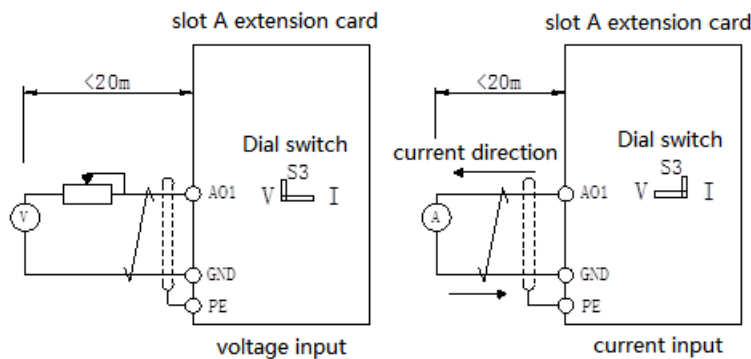 slot A extension card
<20m
Dial switch
S3
V I
AO1
V
GND
PE
voltage input
slot A extension card
<20m
Dial switch
current direction
S3
V I
AO1
A
GND
PE
current input